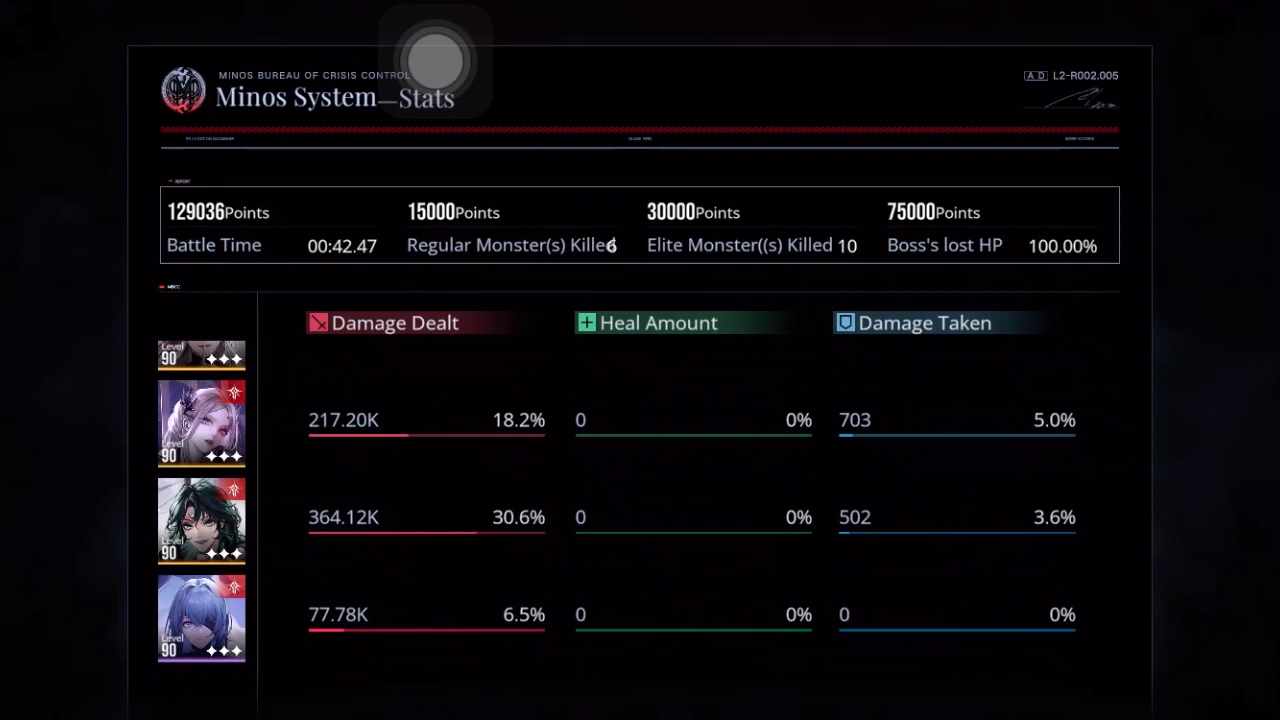 MINOS BUREAU OF CRISIS CONTROL
Minos System—Stats
AD L2-R002.005
REPORT
129036Points
Battle Time 00:42.47
15000Points
Regular Monster(s) Killed 6
30000Points
Elite Monster((s) Killed 10
75000Points
Boss's lost HP 100.00%
MBCC
Damage Dealt Heal Amount Damage Taken
Level
90
Level
90
217.20K 18.2% 0 0% 703 5.0%
Level
90
364.12K 30.6% 0 0% 502 3.6%
Level
90
77.78K 6.5% 0 0% 0 0%